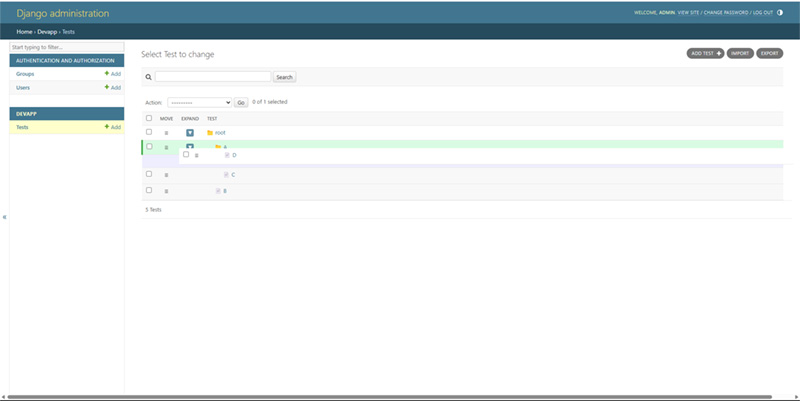 Django administration
WELCOME, ADMIN. VIEW SITE / CHANGE PASSWORD / LOG OUT
Home › Devapp › Tests
Start typing to filter...
AUTHENTICATION AND AUTHORIZATION
Groups + Add
Users + Add
DEVAPP
Tests + Add
«
Select Test to change
ADD TEST + IMPORT EXPORT
Search
Action: --------- Go 0 of 1 selected
MOVE EXPAND TEST
root
D
C
B
5 Tests